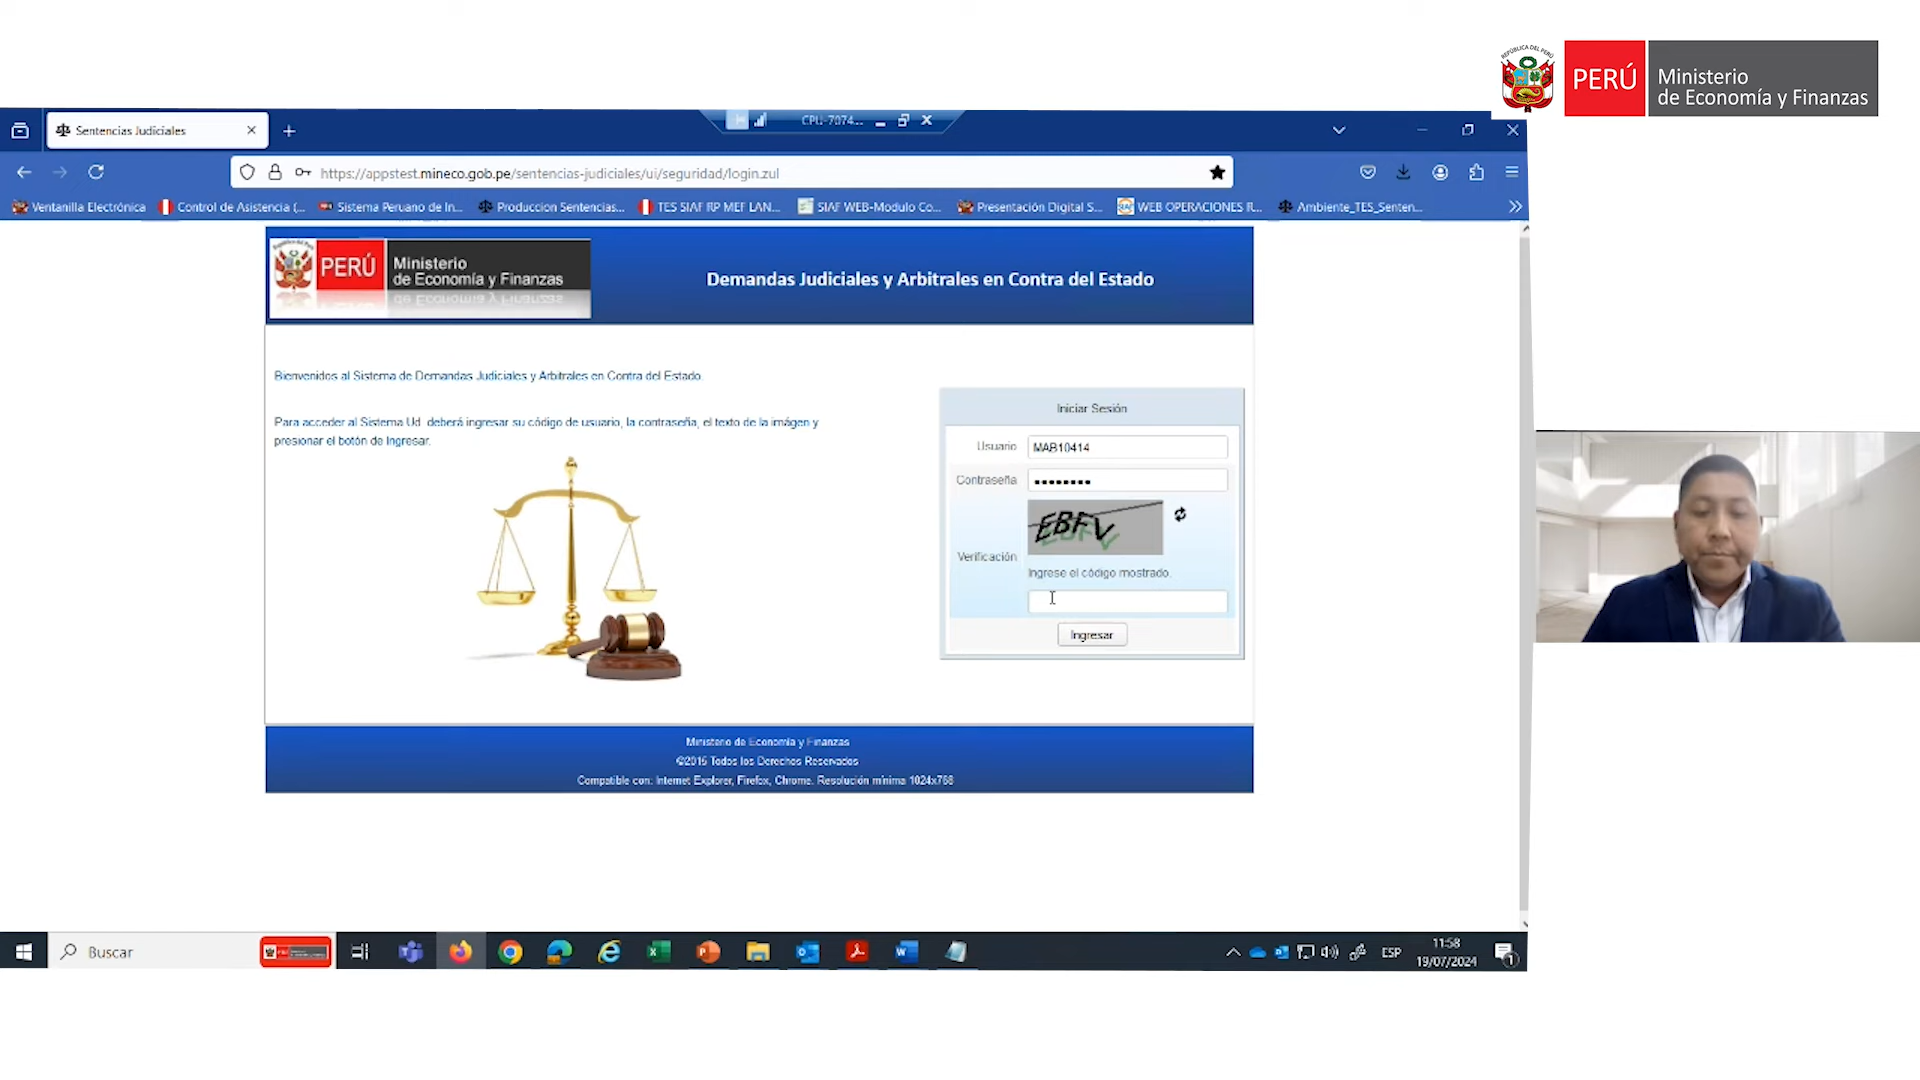 REPÚBLICA DEL PERÚ
PERÚ
Ministerio
de Economía y Finanzas
Sentencias Judiciales
CPU-7074...
https://appstest.mineco.gob.pe/sentencias-judiciales/ui/seguridad/login.zul
Ventanilla Electrónica
Control de Asistencia (...
Sistema Peruano de In...
Produccion Sentencias...
TES SIAF RP MEF LAN...
SIAF WEB-Modulo Co...
Presentación Digital S...
WEB OPERACIONES R...
Ambiente_TES_Senten...
PERÚ
Ministerio
de Economía y Finanzas
Demandas Judiciales y Arbitrales en Contra del Estado
Bienvenidos al Sistema de Demandas Judiciales y Arbitrales en Contra del Estado
Para acceder al Sistema Ud. deberá ingresar su código de usuario, la contraseña, el texto de la imágen y
presionar el botón de Ingresar.
Iniciar Sesión
Usuario
MAB10414
Contraseña
EBFV
Verificación
Ingrese el código mostrado.
Ingresar
Ministerio de Economía y Finanzas
©2015 Todos los Derechos Reservados
Compatible con: Internet Explorer, Firefox, Chrome. Resolución mínima 1024x768
Buscar
ESP
11:58
19/07/2024
1